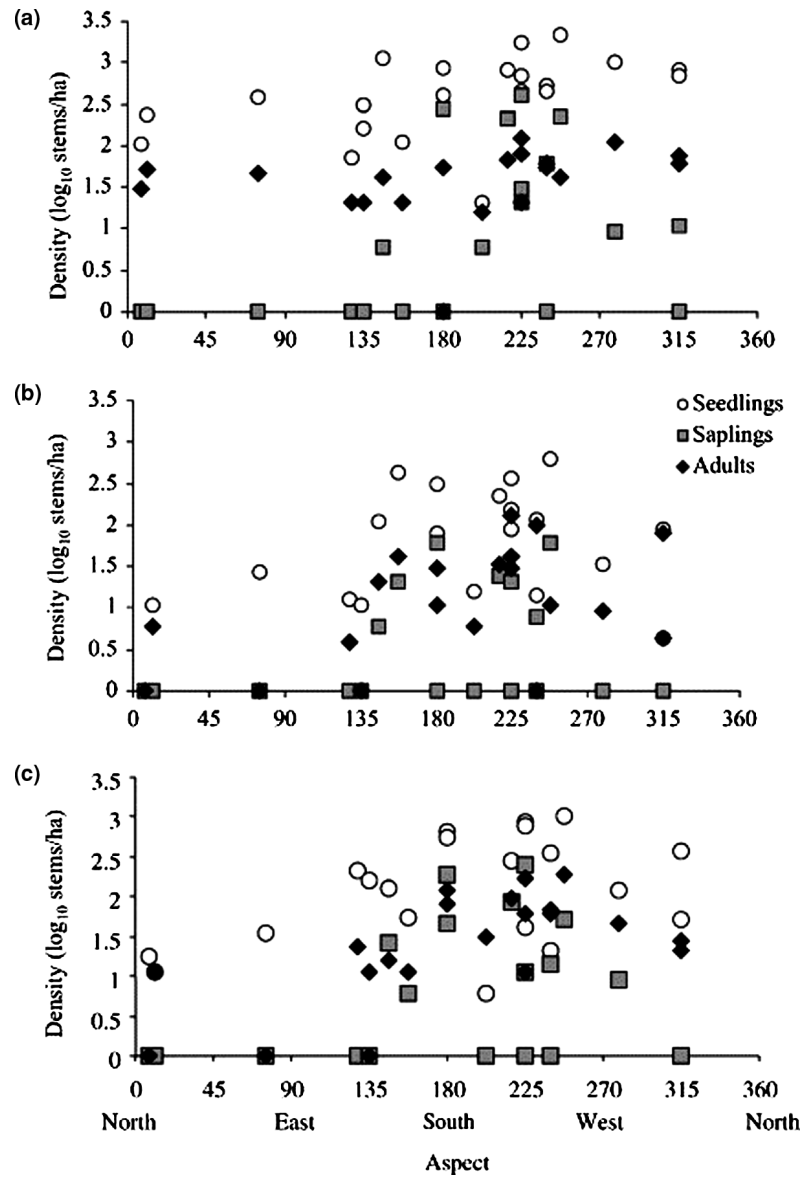 (a)
Density (log10 stems/ha)
3.5
3
2.5
2
1.5
1
0.5
0
0 45 90 135 180 225 270 315 360
(b)
Density (log10 stems/ha)
3.5
3
2.5
2
1.5
1
0.5
0
Seedlings
Saplings
Adults
0 45 90 135 180 225 270 315 360
(c)
Density (log10 stems/ha)
3.5
3
2.5
2
1.5
1
0.5
0
0 45 90 135 180 225 270 315 360
North East South West North
Aspect